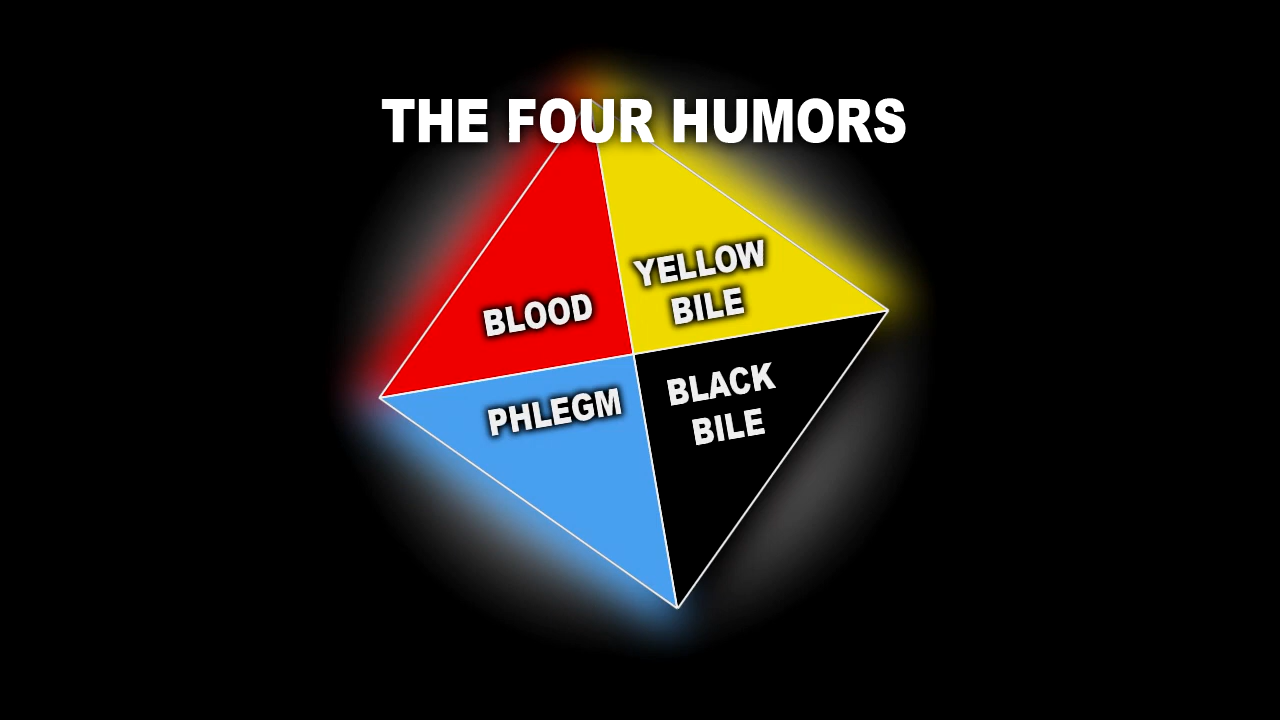 THE FOUR HUMORS
BLOOD
YELLOW
BILE
PHLEGM
BLACK
BILE